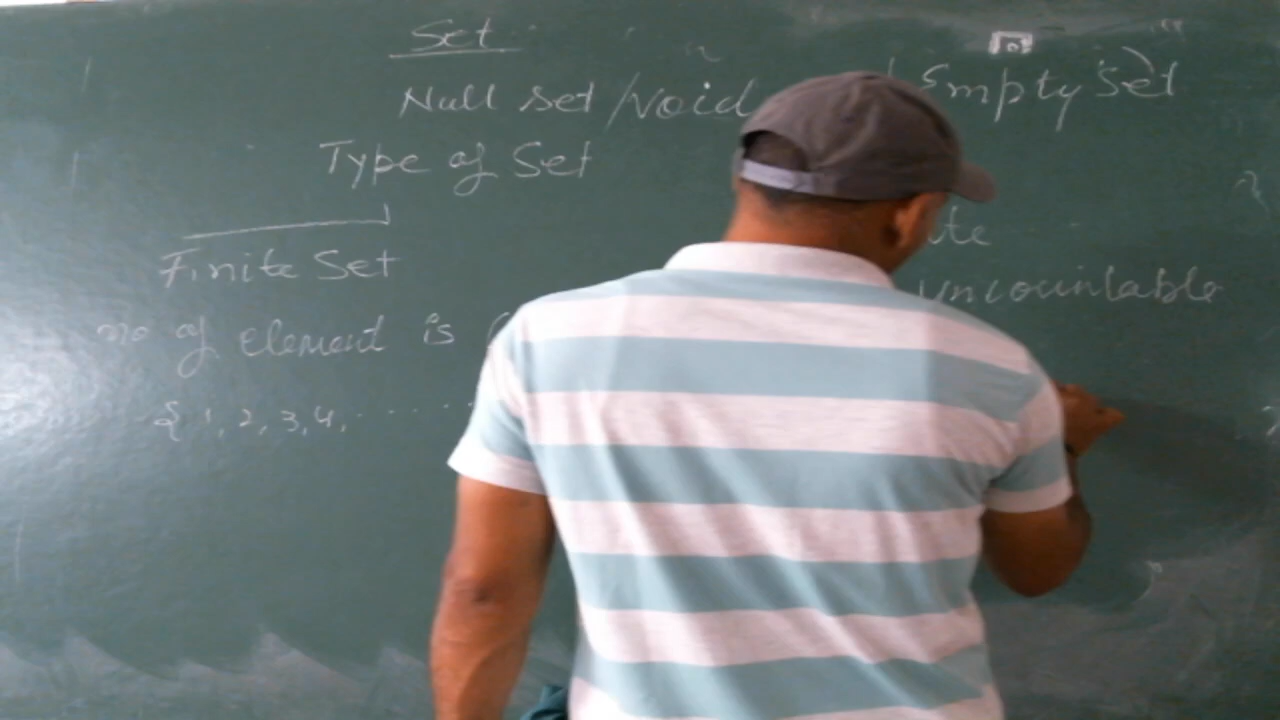 Set
Null set /void Empty Set
Type of Set
Finite Set
no of element is
uncountable
{ 1, 2, 3, 4, .......